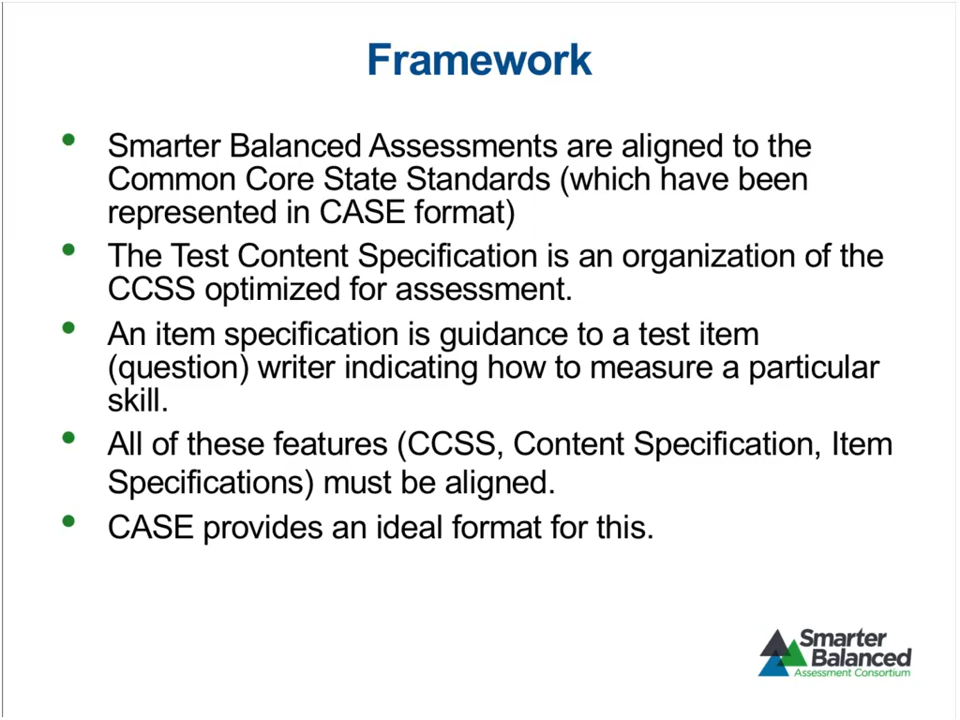 Framework
• Smarter Balanced Assessments are aligned to the
Common Core State Standards (which have been
represented in CASE format)
• The Test Content Specification is an organization of the
CCSS optimized for assessment.
• An item specification is guidance to a test item
(question) writer indicating how to measure a particular
skill.
• All of these features (CCSS, Content Specification, Item
Specifications) must be aligned.
• CASE provides an ideal format for this.
Smarter
Balanced
Assessment Consortium